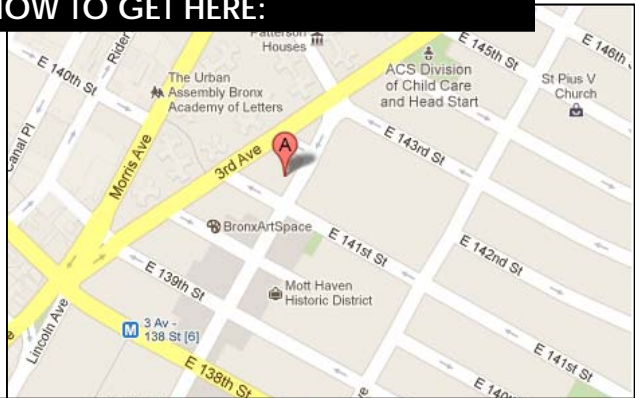 HOW TO GET HERE:
Patterson
Houses
E 145th St
E 146th
Rider
E 140th St
The Urban
Assembly Bronx
Academy of Letters
ACS Division
of Child Care
and Head Start
St Pius V
Church
Canal Pl
Morris Ave
3rd Ave
A
E 143rd St
BronxArtSpace
E 141st St
E 142nd St
E 139th St
Mott Haven
Historic District
Lincoln Ave
M
3 Av -
138 St [6]
E 138th St
E 141st St
E 140th